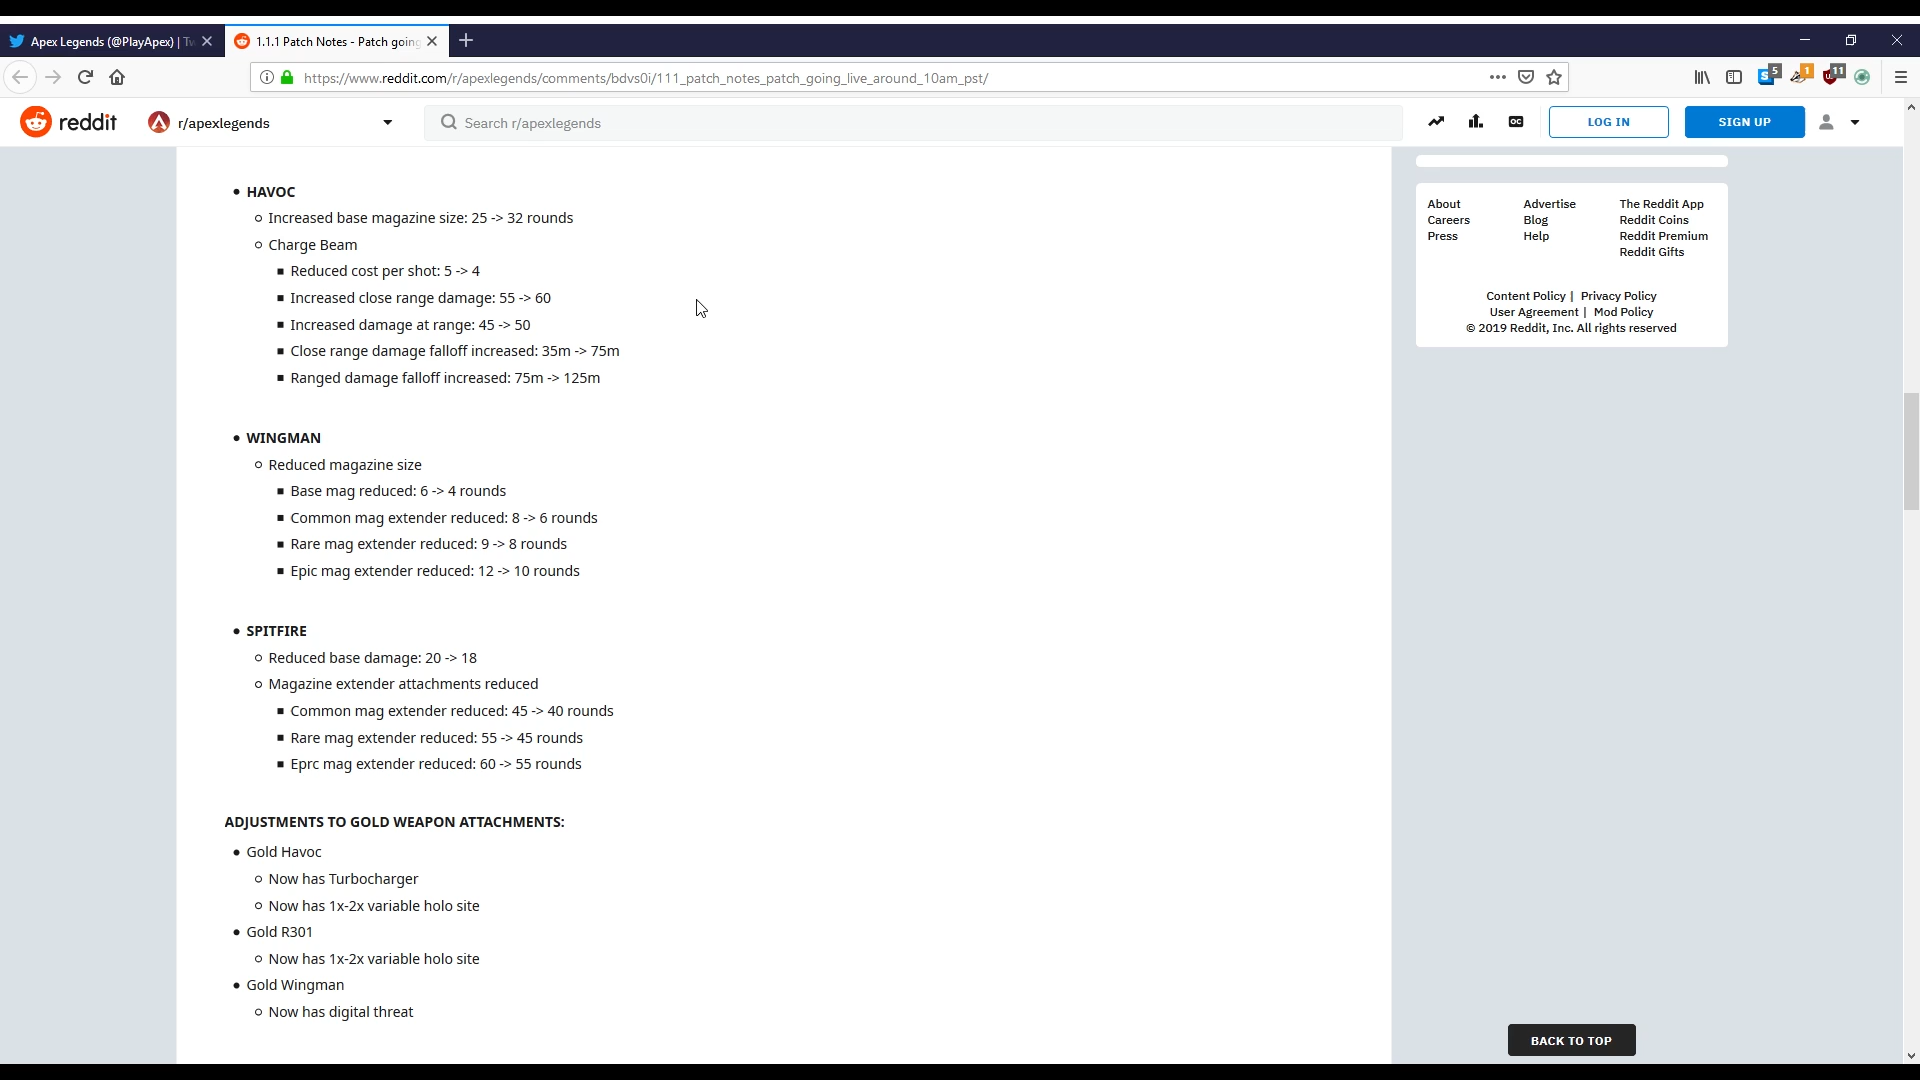 Apex Legends (@PlayApex) | Tw
1.1.1 Patch Notes - Patch going
https://www.reddit.com/r/apexlegends/comments/bdvs0i/111_patch_notes_patch_going_live_around_10am_pst/
5
1
11
reddit
r/apexlegends
Search r/apexlegends
OC
LOG IN
SIGN UP
• HAVOC
○ Increased base magazine size: 25 -> 32 rounds
○ Charge Beam
▪ Reduced cost per shot: 5 -> 4
▪ Increased close range damage: 55 -> 60
▪ Increased damage at range: 45 -> 50
▪ Close range damage falloff increased: 35m -> 75m
▪ Ranged damage falloff increased: 75m -> 125m
• WINGMAN
○ Reduced magazine size
▪ Base mag reduced: 6 -> 4 rounds
▪ Common mag extender reduced: 8 -> 6 rounds
▪ Rare mag extender reduced: 9 -> 8 rounds
▪ Epic mag extender reduced: 12 -> 10 rounds
• SPITFIRE
○ Reduced base damage: 20 -> 18
○ Magazine extender attachments reduced
▪ Common mag extender reduced: 45 -> 40 rounds
▪ Rare mag extender reduced: 55 -> 45 rounds
▪ Eprc mag extender reduced: 60 -> 55 rounds
ADJUSTMENTS TO GOLD WEAPON ATTACHMENTS:
• Gold Havoc
○ Now has Turbocharger
○ Now has 1x-2x variable holo site
• Gold R301
○ Now has 1x-2x variable holo site
• Gold Wingman
○ Now has digital threat
About Advertise The Reddit App
Careers Blog Reddit Coins
Press Help Reddit Premium
Reddit Gifts
Content Policy | Privacy Policy
User Agreement | Mod Policy
© 2019 Reddit, Inc. All rights reserved
BACK TO TOP